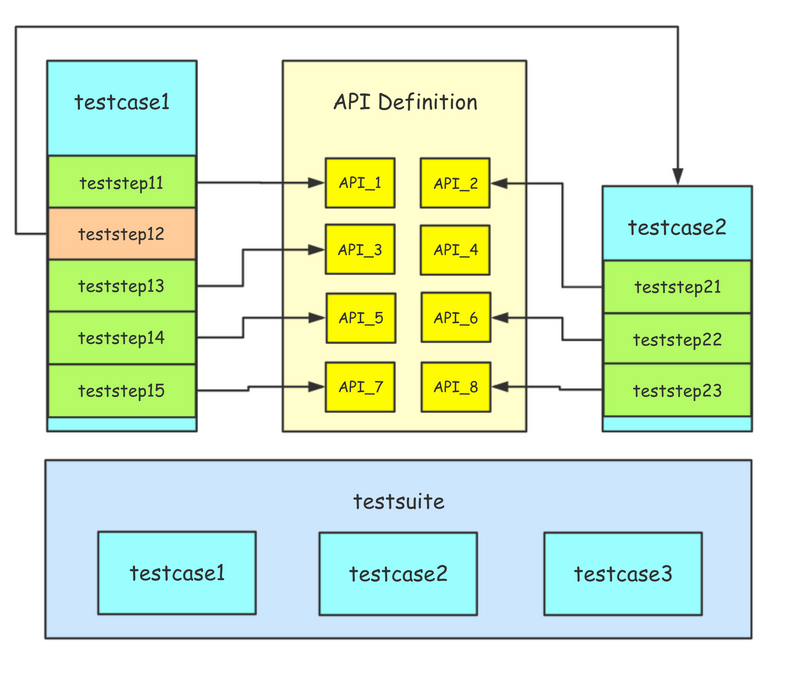 testcase1
teststep11
teststep12
teststep13
teststep14
teststep15
API Definition
API_1
API_2
API_3
API_4
API_5
API_6
API_7
API_8
testcase2
teststep21
teststep22
teststep23
testsuite
testcase1
testcase2
testcase3